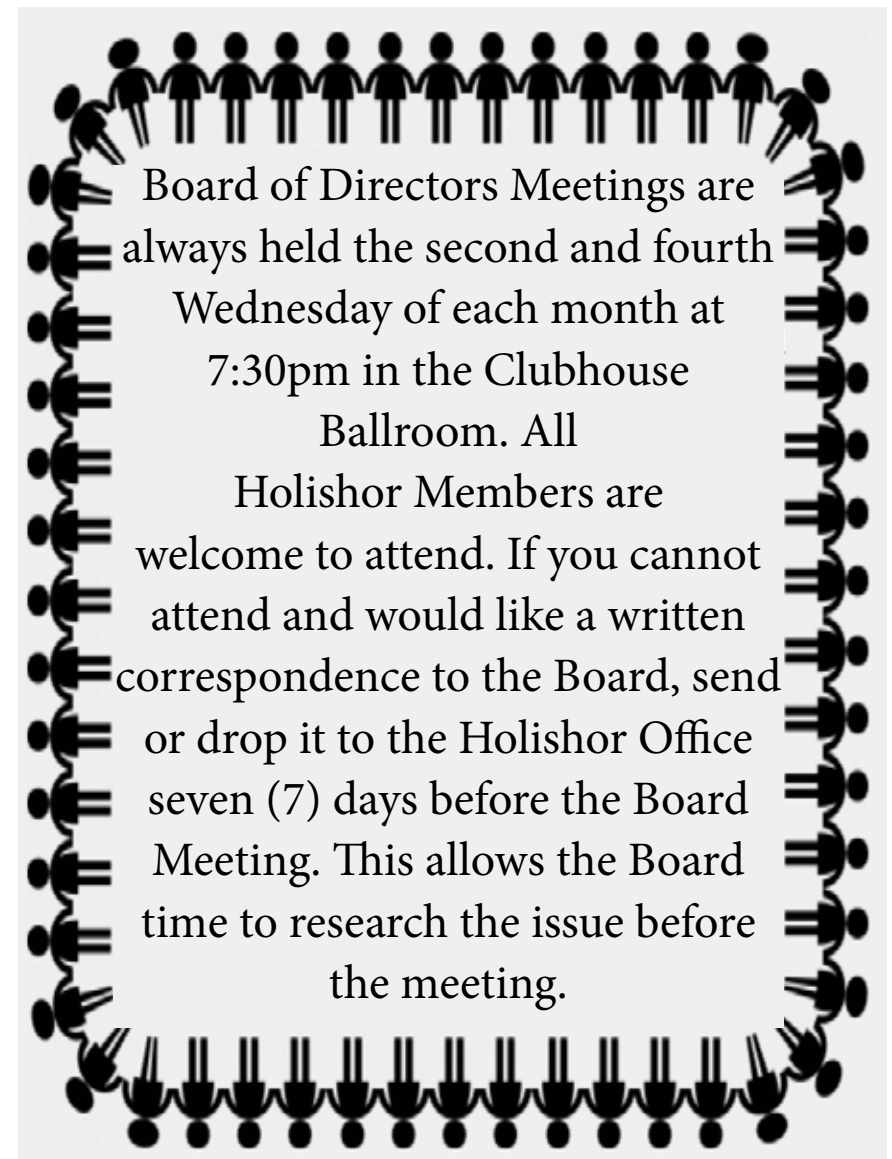 Board of Directors Meetings are
always held the second and fourth
Wednesday of each month at
7:30pm in the Clubhouse
Ballroom. All
Holishor Members are
welcome to attend. If you cannot
attend and would like a written
correspondence to the Board, send
or drop it to the Holishor Office
seven (7) days before the Board
Meeting. This allows the Board
time to research the issue before
the meeting.